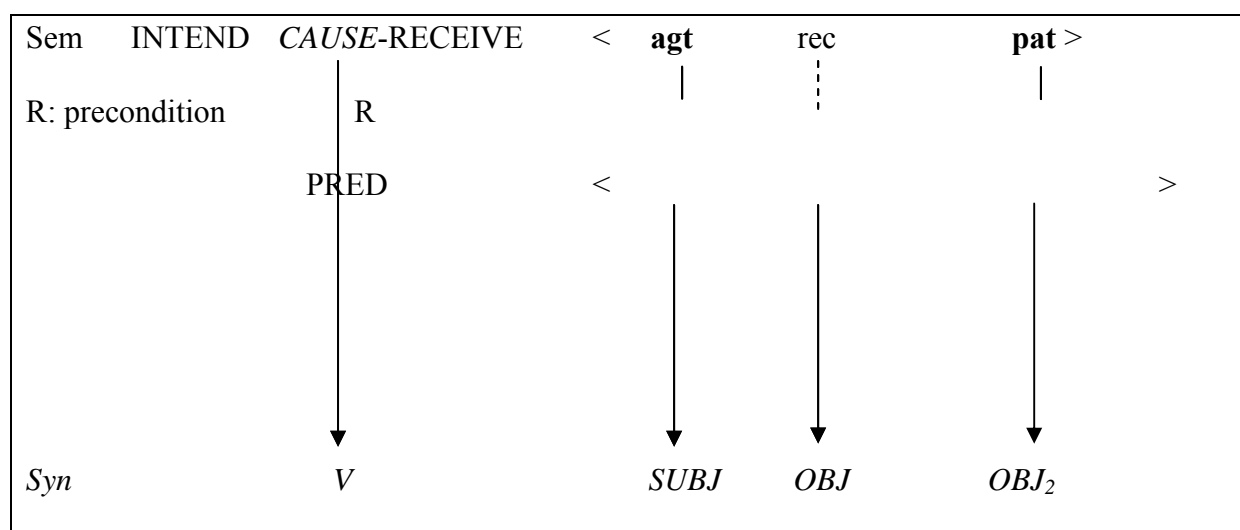 Sem INTEND CAUSE-RECEIVE < agt rec pat >
R: precondition R
PRED < >
Syn V SUBJ OBJ OBJ₂